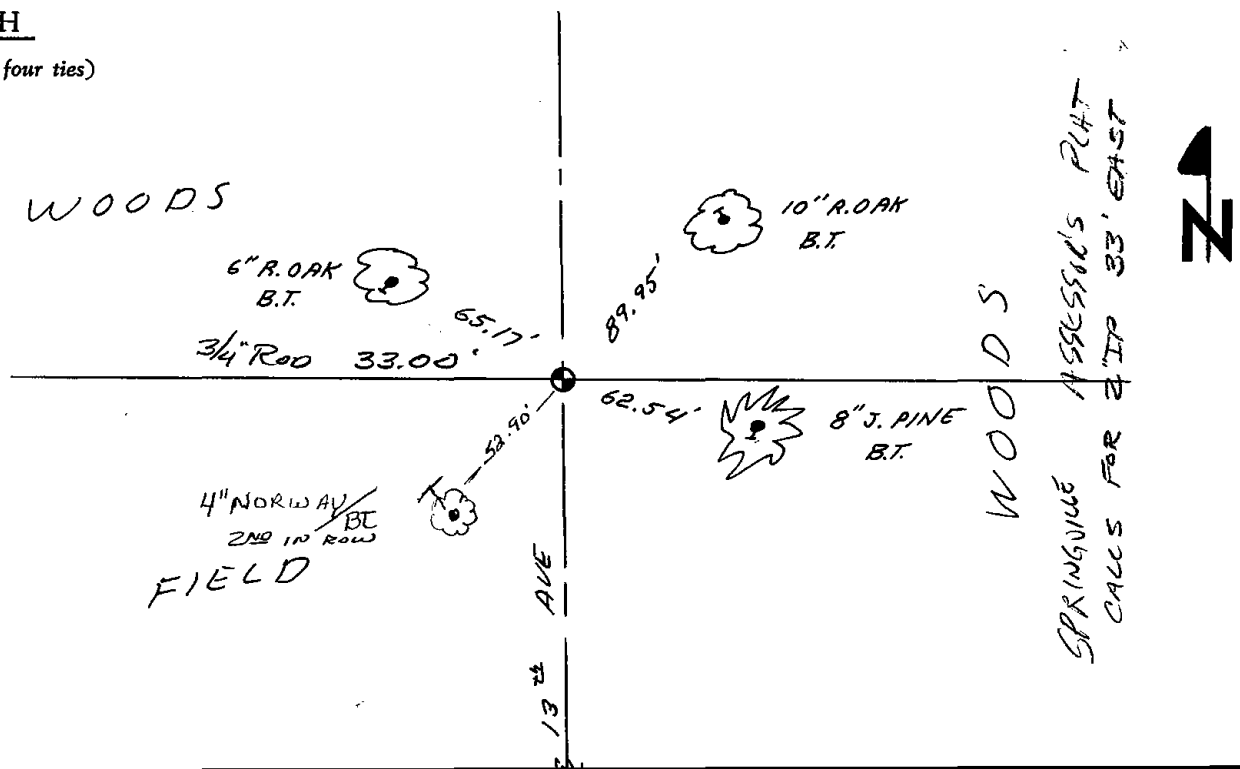 H
four ties)
WOODS
6" R. OAK
B.T.
65.17'
10" R. OAK
B.T.
89.95'
3/4" ROD 33.00'
62.54'
8" J. PINE
B.T.
52.90'
4" NORWAY
BT
2ND IN ROW
FIELD
13th AVE
WOODS
SPRINGVILLE ASSESSOR'S PLAT
CALLS FOR 2" IP 33' EAST
N